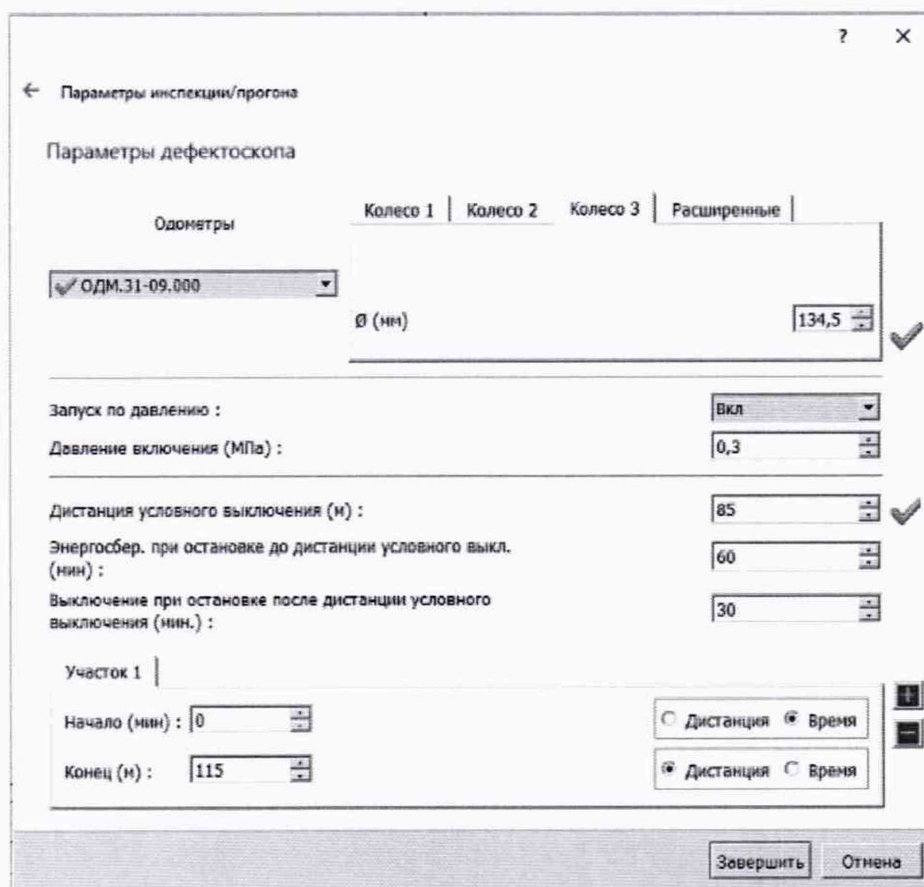 ? ×
← Параметры инспекции/прогона
Параметры дефектоскопа
Одометры
Колесо 1 Колесо 2 Колесо 3 Расширенные
ОДМ.31-09.000
Ø (мм) 134,5
Запуск по давлению : Вкл
Давление включения (МПа) : 0,3
Дистанция условного выключения (м) : 85
Энергосбер. при остановке до дистанции условного выкл.
(мин) : 60
Выключение при остановке после дистанции условного
выключения (мин.) : 30
Участок 1
Начало (мин) : 0 Дистанция Время
Конец (м) : 115 Дистанция Время
Завершить Отмена